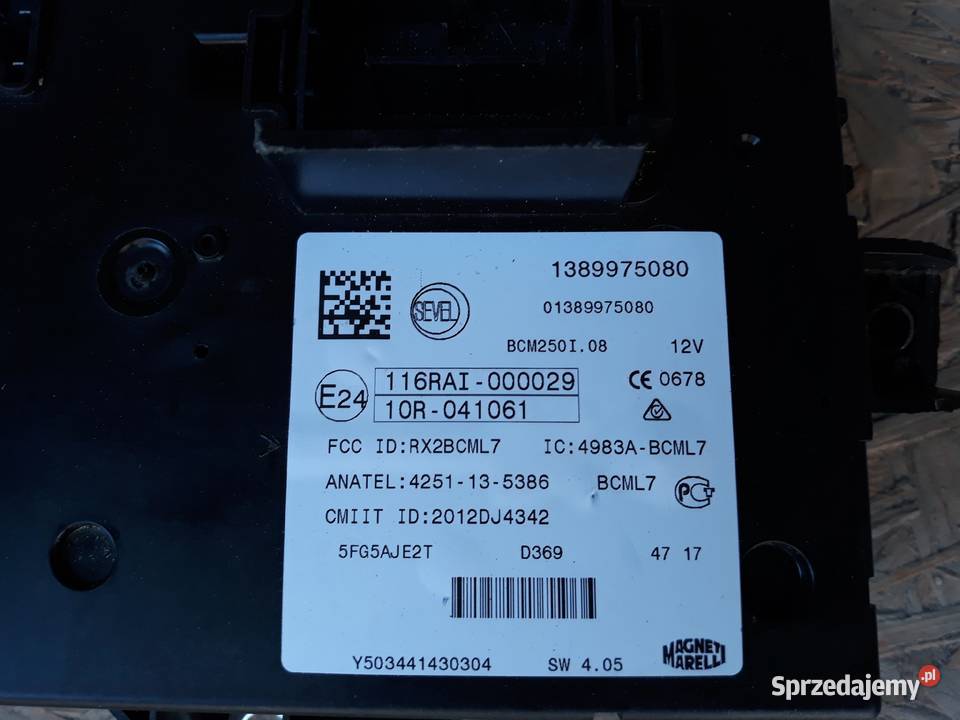 1389975080
SEVEL
01389975080
BCM250I.08 12V
E24
116RAI-000029
10R-041061
CE 0678
FCC ID:RX2BCML7 IC:4983A-BCML7
ANATEL:4251-13-5386 BCML7
PCT
CMIIT ID:2012DJ4342
5FG5AJE2T D369 47 17
Y503441430304 SW 4.05
MAGNETI MARELLI
Sprzedajemy.pl